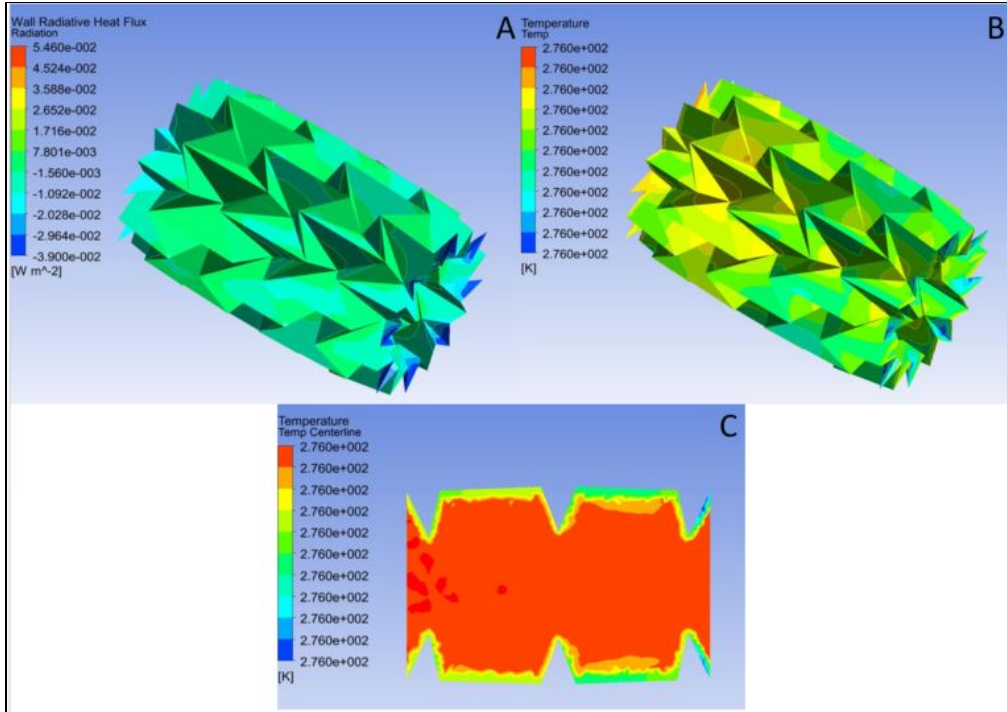 Wall Radiative Heat Flux
Radiation
5.460e-002
4.524e-002
3.588e-002
2.652e-002
1.716e-002
7.801e-003
-1.560e-003
-1.092e-002
-2.028e-002
-2.964e-002
-3.900e-002
[W m^-2]
A
Temperature
Temp
2.760e+002
2.760e+002
2.760e+002
2.760e+002
2.760e+002
2.760e+002
2.760e+002
2.760e+002
2.760e+002
2.760e+002
2.760e+002
[K]
B
Temperature
Temp Centerline
2.760e+002
2.760e+002
2.760e+002
2.760e+002
2.760e+002
2.760e+002
2.760e+002
2.760e+002
2.760e+002
2.760e+002
2.760e+002
[K]
C